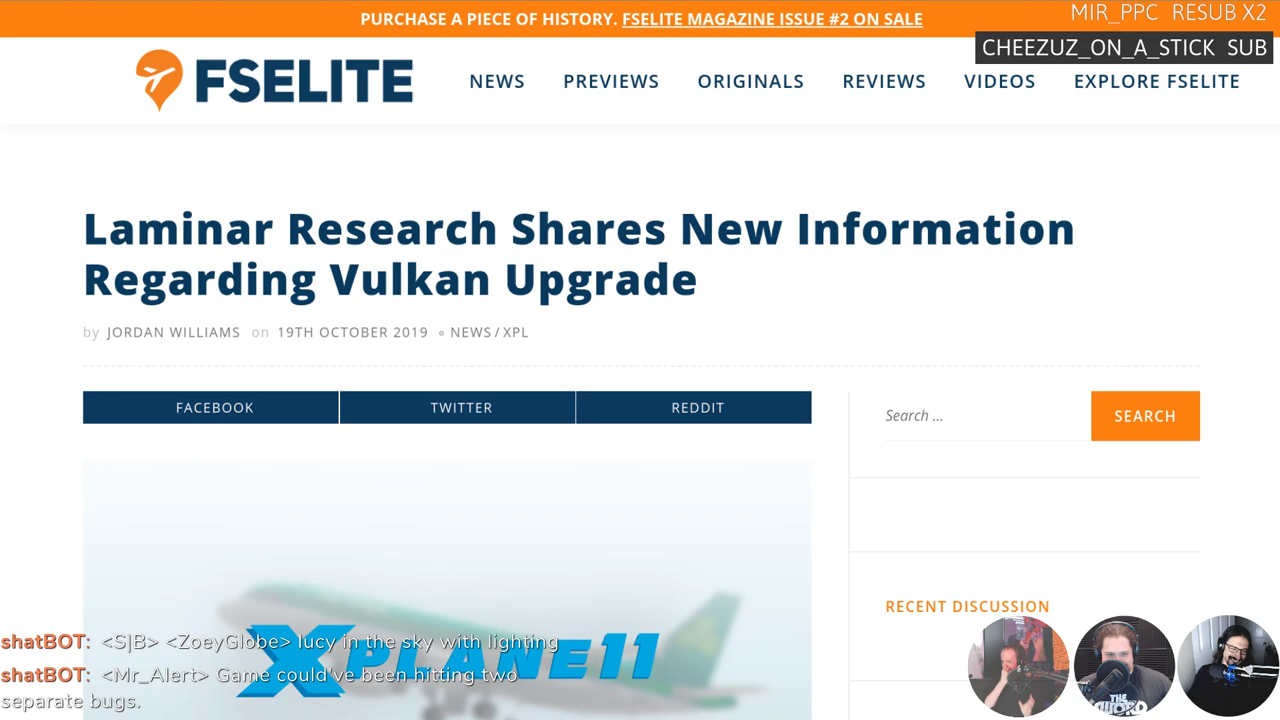 PURCHASE A PIECE OF HISTORY. FSELITE MAGAZINE ISSUE #2 ON SALE
MIR_PPC RESUB X2
CHEEZUZ_ON_A_STICK SUB
FSELITE
NEWS PREVIEWS ORIGINALS REVIEWS VIDEOS EXPLORE FSELITE
Laminar Research Shares New Information
Regarding Vulkan Upgrade
by JORDAN WILLIAMS on 19TH OCTOBER 2019 NEWS / XPL
FACEBOOK TWITTER REDDIT
Search ...
SEARCH
RECENT DISCUSSION
X PLANE 11
shatBOT: <S|B> <ZoeyGlobe> lucy in the sky with lighting
shatBOT: <Mr_Alert> Game could've been hitting two
separate bugs.
THE